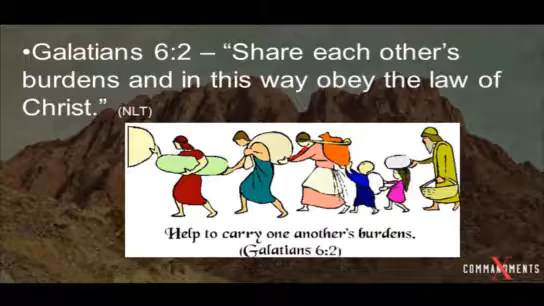 •Galatians 6:2 – “Share each other’s
burdens and in this way obey the law of
Christ.” (NLT)
Help to carry one another's burdens.
(Galatians 6:2)
X
COMMANDMENTS